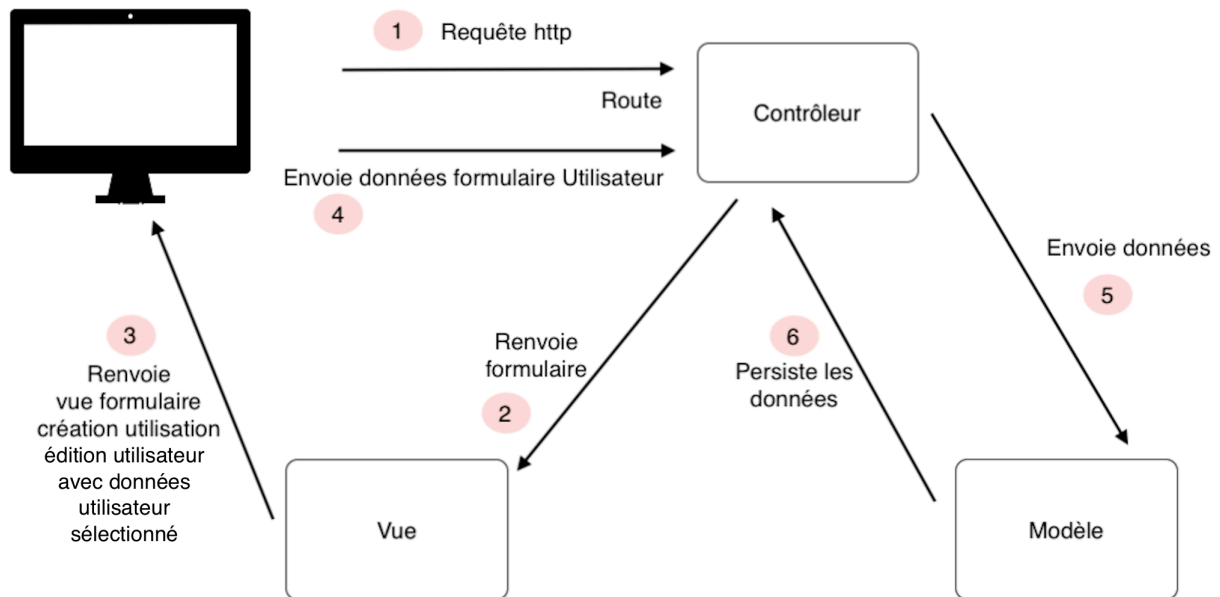 1
Requête http
Route
Contrôleur
Envoie données formulaire Utilisateur
4
Envoie données
5
3
Renvoie
vue formulaire
création utilisation
édition utilisateur
avec données
utilisateur
sélectionné
Renvoie
formulaire
2
6
Persiste les
données
Vue
Modèle